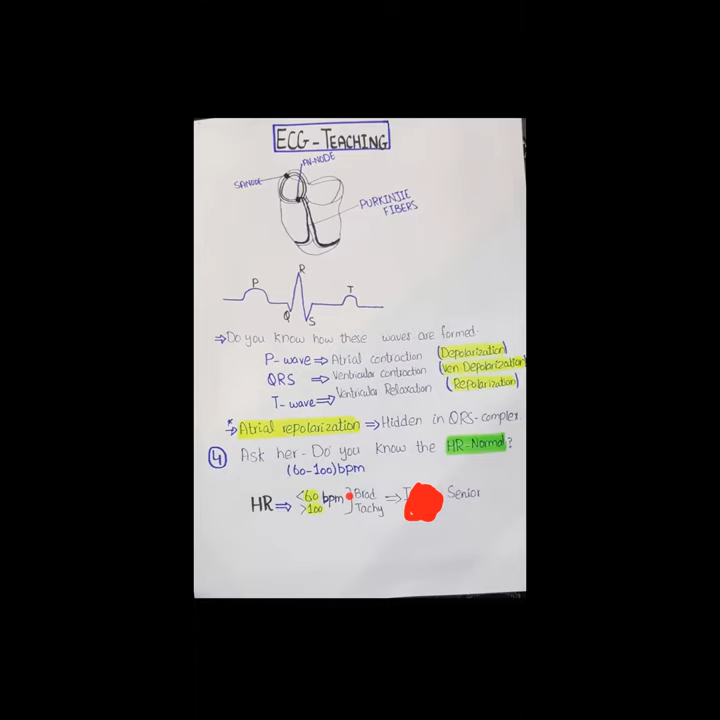 ECG-TEACHING
AV-NODE
SANODE
PURKINJIE
FIBERS
P
R
Q
S
T
⇒ Do you know how these waves are formed.
P-wave ⇒ Atrial contraction (Depolarization)
QRS ⇒ Ventricular contraction (Ven Depolarization)
T-wave ⇒ Ventricular Relaxation (Repolarization)
* → Atrial repolarization ⇒ Hidden in QRS-complex
4 Ask her-Do you know the HR-Normal?
(60-100)bpm
HR ⇒ <60 bpm Brad ⇒ Senior
>100 Tachy